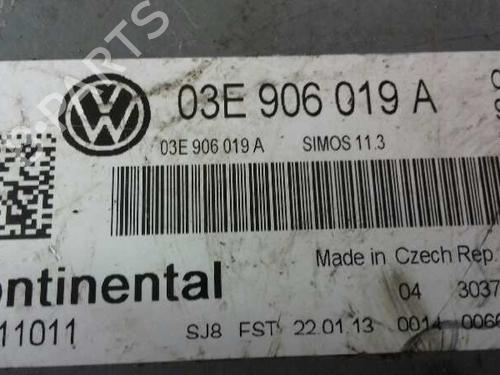 03E 906 019 A
03E 906 019 A SIMOS 11.3
Made in Czech Rep.
ontinental
04 3037
11011
SJ8 FST 22.01.13 0014 006